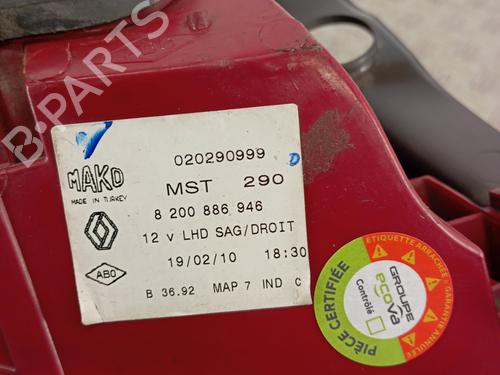 B-PARTS
020290999
MAKO
MADE IN TURKEY
MST 290
8 200 886 946
12 v LHD SAG/DROIT
19/02/10 18:30
ABO
B 36.92 MAP 7 IND C
ETIQUETTE ARRACHÉE = GARANTIE ANNULÉE
PIÈCE CERTIFIÉE
GROUPE
ecova
Contrôlé